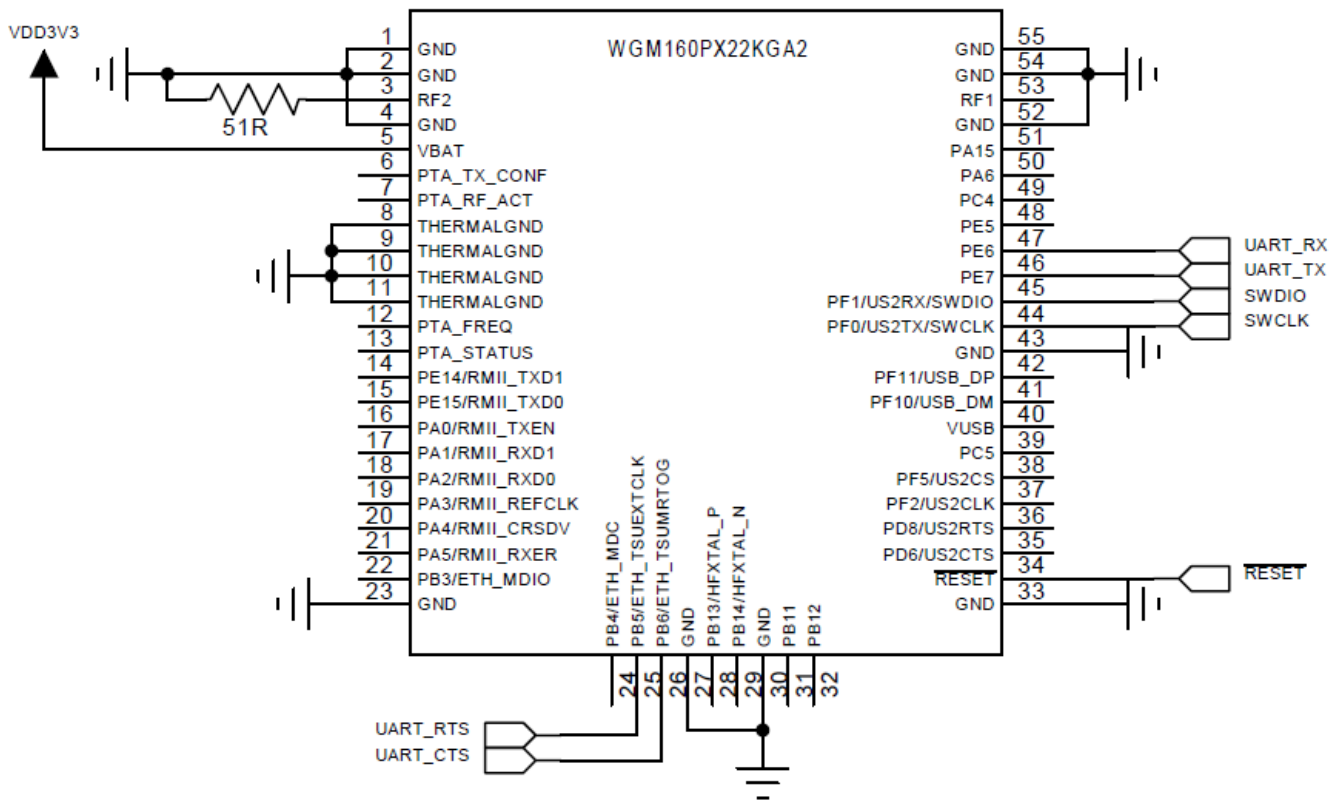 VDD3V3
WGM160PX22KGA2
51R
1 GND
2 GND
3 RF2
4 GND
5 VBAT
6 PTA_TX_CONF
7 PTA_RF_ACT
8 THERMALGND
9 THERMALGND
10 THERMALGND
11 THERMALGND
12 PTA_FREQ
13 PTA_STATUS
14 PE14/RMII_TXD1
15 PE15/RMII_TXD0
16 PA0/RMII_TXEN
17 PA1/RMII_RXD1
18 PA2/RMII_RXD0
19 PA3/RMII_REFCLK
20 PA4/RMII_CRSDV
21 PA5/RMII_RXER
22 PB3/ETH_MDIO
23 GND
PB4/ETH_MDC 24
PB5/ETH_TSUEXTCLK 25
PB6/ETH_TSUMRTOG 26
GND 27
PB13/HFXTAL_P 28
PB14/HFXTAL_N 29
GND 30
PB11 31
PB12 32
GND 55
GND 54
RF1 53
GND 52
PA15 51
PA6 50
PC4 49
PE5 48
PE6 47 UART_RX
PE7 46 UART_TX
PF1/US2RX/SWDIO 45 SWDIO
PF0/US2TX/SWCLK 44 SWCLK
GND 43
PF11/USB_DP 42
PF10/USB_DM 41
VUSB 40
PC5 39
PF5/US2CS 38
PF2/US2CLK 37
PD8/US2RTS 36
PD6/US2CTS 35
RESET 34 RESET
GND 33
UART_RTS
UART_CTS